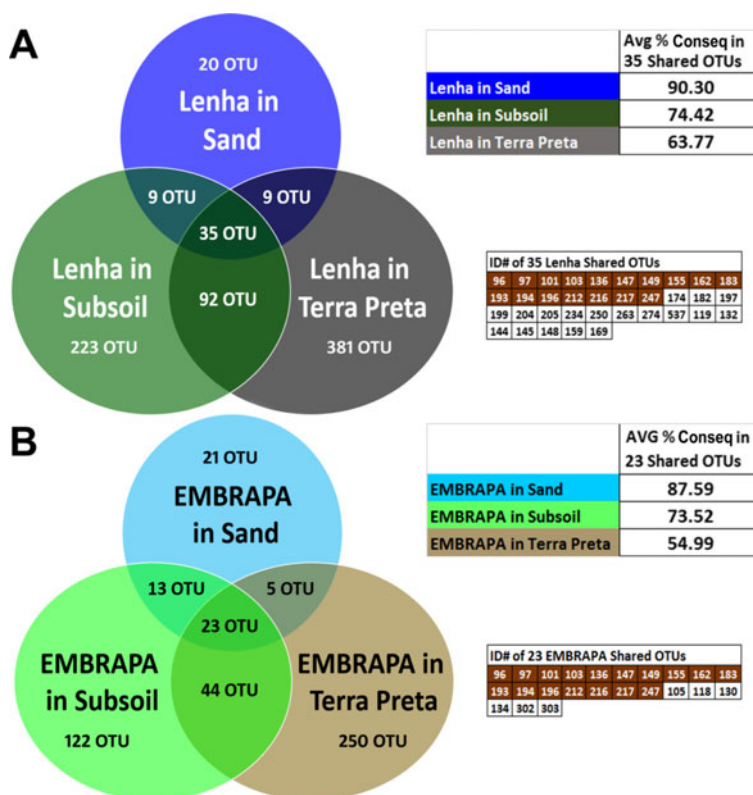 A
20 OTU
Lenha in
Sand
9 OTU
9 OTU
35 OTU
Lenha in
Subsoil
Lenha in
Terra Preta
92 OTU
223 OTU
381 OTU
Avg % Conseq in
35 Shared OTUs
Lenha in Sand 90.30
Lenha in Subsoil 74.42
Lenha in Terra Preta 63.77
ID# of 35 Lenha Shared OTUs
96 97 101 103 136 147 149 155 162 183
193 194 196 212 216 217 247 174 182 197
199 204 205 234 250 263 274 537 119 132
144 145 148 159 169
B
21 OTU
EMBRAPA
in Sand
13 OTU
5 OTU
23 OTU
EMBRAPA
in Subsoil
EMBRAPA in
Terra Preta
44 OTU
122 OTU
250 OTU
AVG % Conseq in
23 Shared OTUs
EMBRAPA in Sand 87.59
EMBRAPA in Subsoil 73.52
EMBRAPA in Terra Preta 54.99
ID# of 23 EMBRAPA Shared OTUs
96 97 101 103 136 147 149 155 162 183
193 194 196 212 216 217 247 105 118 130
134 302 303